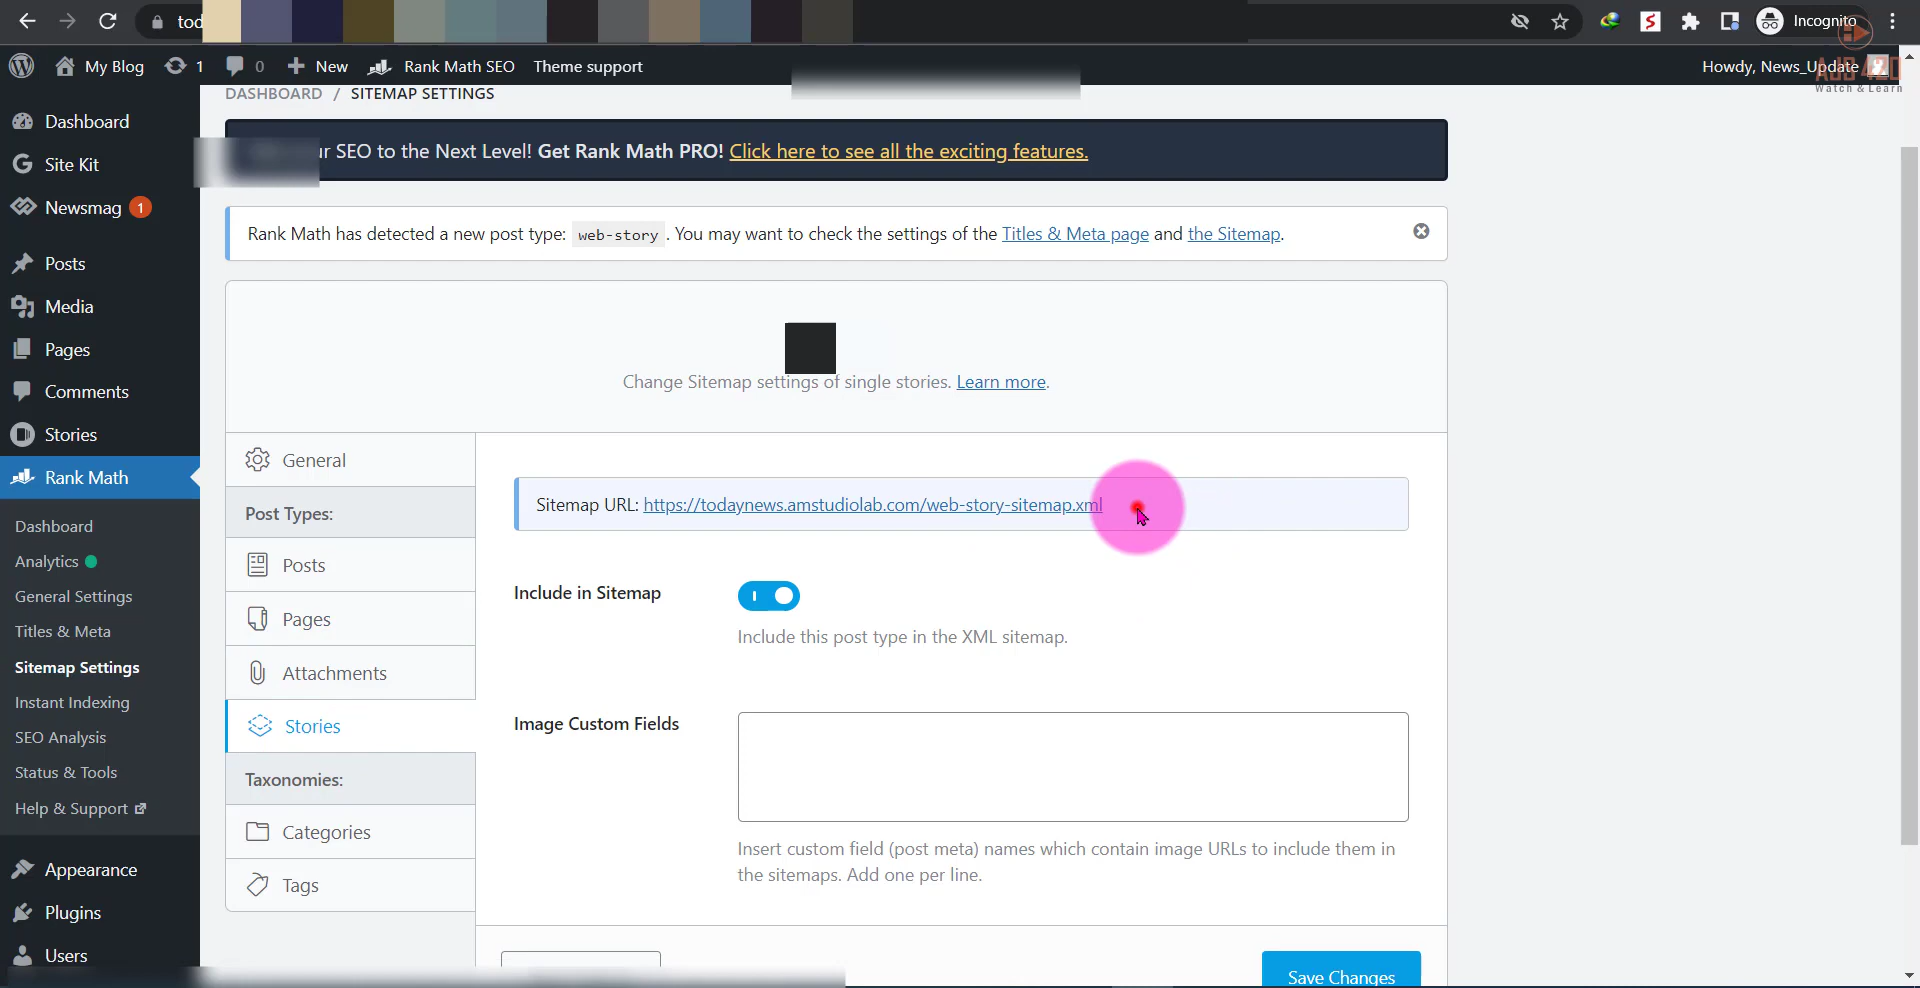 tod
Incognito
My Blog
1
0
New
Rank Math SEO
Theme support
Howdy, News_Update
AJS 420
Watch & Learn
DASHBOARD / SITEMAP SETTINGS
r SEO to the Next Level! Get Rank Math PRO! Click here to see all the exciting features.
Rank Math has detected a new post type: web-story . You may want to check the settings of the Titles & Meta page and the Sitemap.
Change Sitemap settings of single stories. Learn more.
Dashboard
Site Kit
Newsmag 1
Posts
Media
Pages
Comments
Stories
Rank Math
Dashboard
Analytics
General Settings
Titles & Meta
Sitemap Settings
Instant Indexing
SEO Analysis
Status & Tools
Help & Support
Appearance
Plugins
Users
General
Post Types:
Posts
Pages
Attachments
Stories
Taxonomies:
Categories
Tags
Sitemap URL: https://todaynews.amstudiolab.com/web-story-sitemap.xml
Include in Sitemap
Include this post type in the XML sitemap.
Image Custom Fields
Insert custom field (post meta) names which contain image URLs to include them in
the sitemaps. Add one per line.
Save Changes